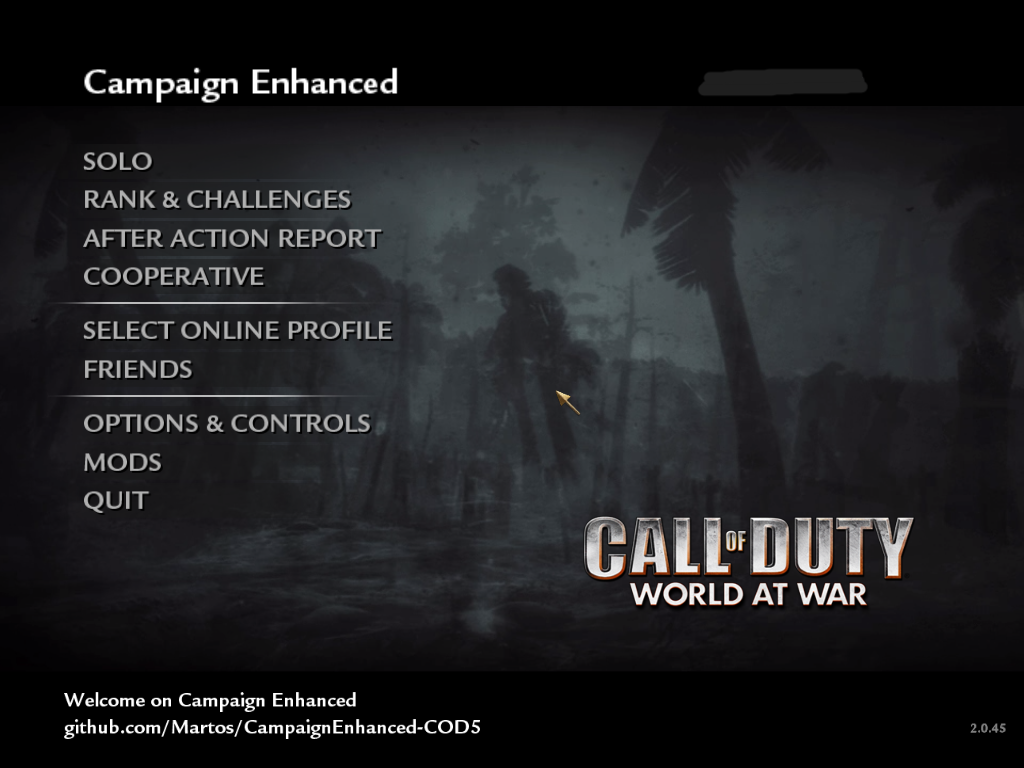 Campaign Enhanced
SOLO
RANK & CHALLENGES
AFTER ACTION REPORT
COOPERATIVE
SELECT ONLINE PROFILE
FRIENDS
OPTIONS & CONTROLS
MODS
QUIT
CALL OF DUTY
WORLD AT WAR
Welcome on Campaign Enhanced
github.com/Martos/CampaignEnhanced-COD5
2.0.45